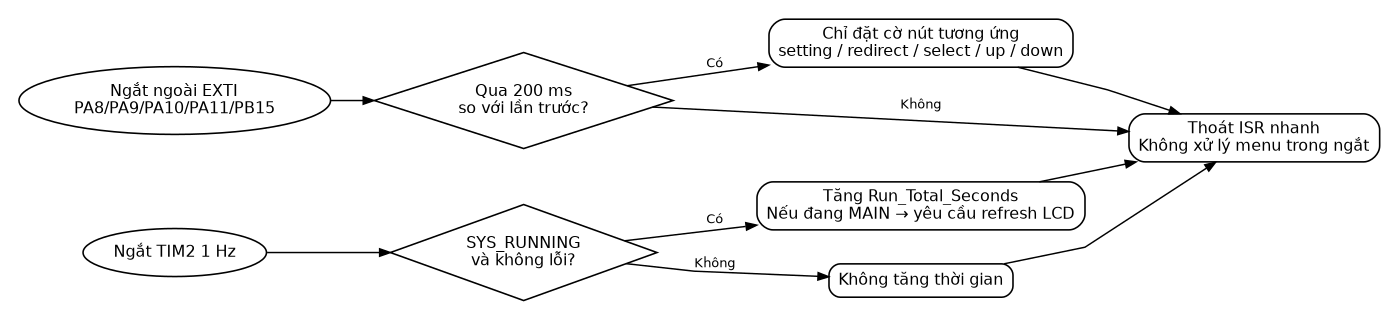 Ngắt ngoài EXTI
PA8/PA9/PA10/PA11/PB15
Qua 200 ms
so với lần trước?
Có
Chỉ đặt cờ nút tương ứng
setting / redirect / select / up / down
Không
Thoát ISR nhanh
Không xử lý menu trong ngắt
Ngắt TIM2 1 Hz
SYS_RUNNING
và không lỗi?
Có
Tăng Run_Total_Seconds
Nếu đang MAIN → yêu cầu refresh LCD
Không
Không tăng thời gian